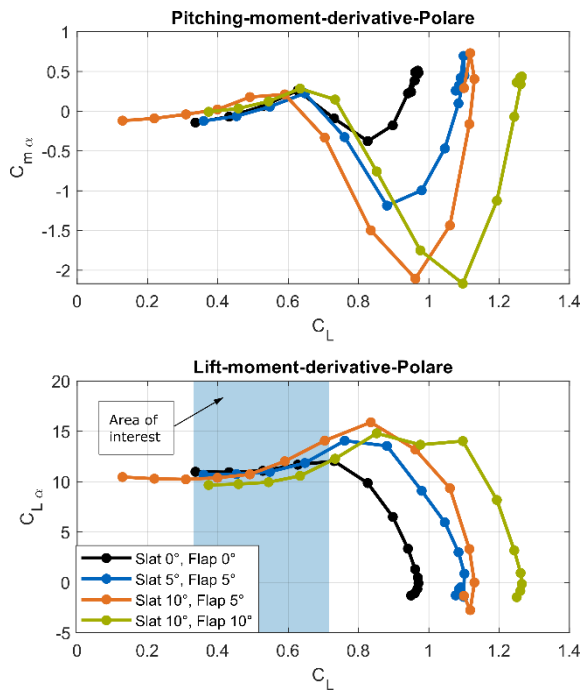 Pitching-moment-derivative-Polare
1
0.5
0
-0.5
-1
-1.5
-2
C_m α
0 0.2 0.4 0.6 0.8 1 1.2 1.4
C_L
Lift-moment-derivative-Polare
20
15
10
5
0
-5
C_L α
Area of
interest
Slat 0°, Flap 0°
Slat 5°, Flap 5°
Slat 10°, Flap 5°
Slat 10°, Flap 10°
0 0.2 0.4 0.6 0.8 1 1.2 1.4
C_L